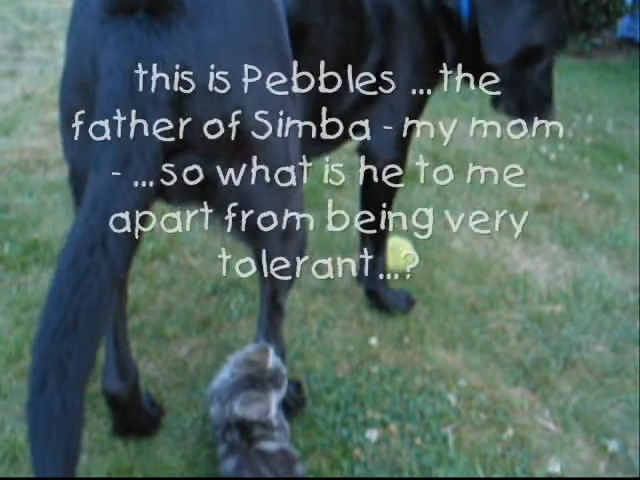 this is Pebbles ... the
father of Simba - my mom
- ... so what is he to me
apart from being very
tolerant...?